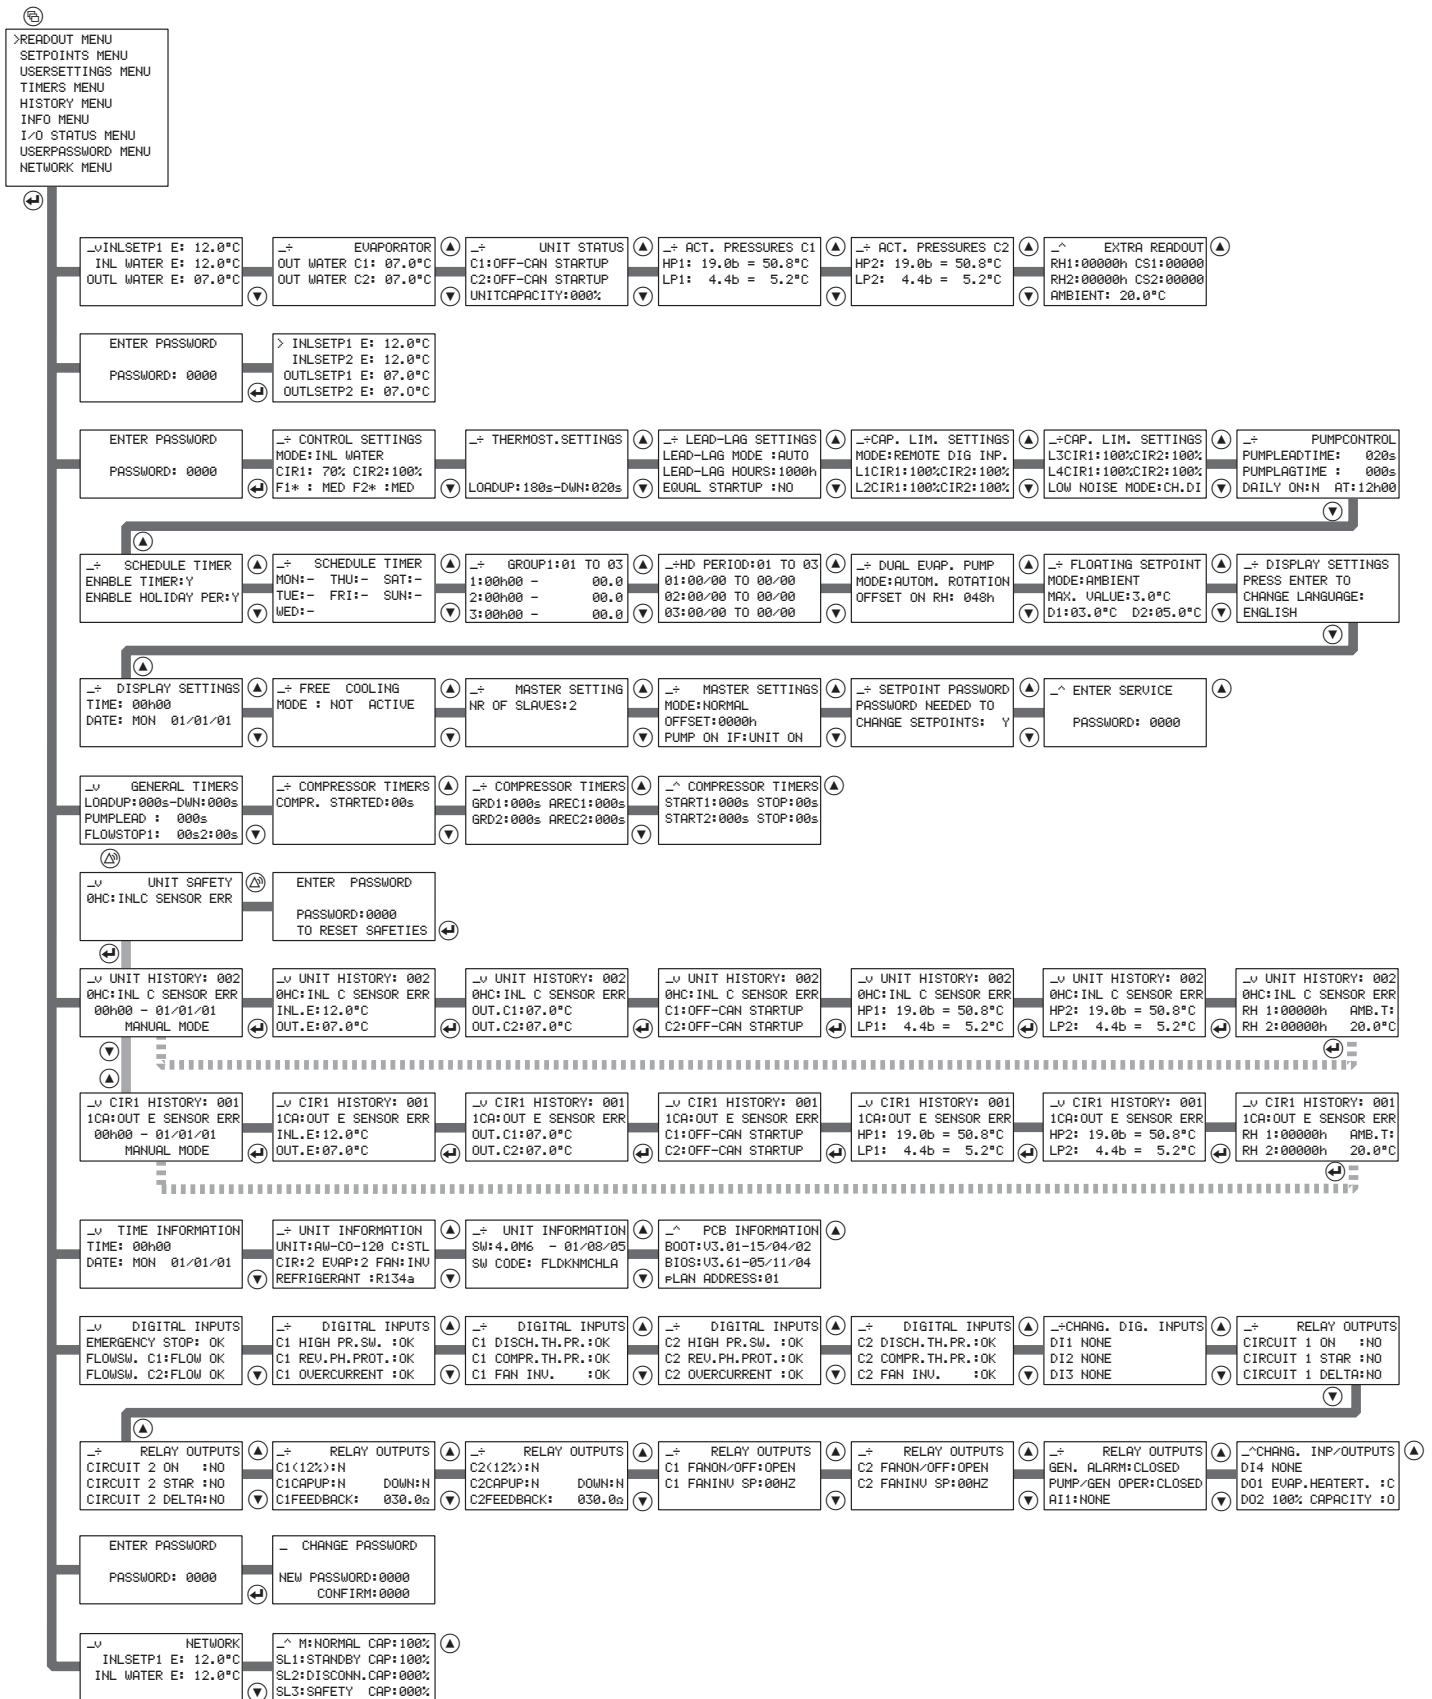 >READOUT MENU
SETPOINTS MENU
USERSETTINGS MENU
TIMERS MENU
HISTORY MENU
INFO MENU
I/O STATUS MENU
USERPASSWORD MENU
NETWORK MENU
_vINLSETP1 E: 12.0°C
INL WATER E: 12.0°C
OUTL WATER E: 07.0°C
_÷ EVAPORATOR
OUT WATER C1: 07.0°C
OUT WATER C2: 07.0°C
_÷ UNIT STATUS
C1:OFF-CAN STARTUP
C2:OFF-CAN STARTUP
UNITCAPACITY:000%
_÷ ACT. PRESSURES C1
HP1: 19.0b = 50.8°C
LP1: 4.4b = 5.2°C
_÷ ACT. PRESSURES C2
HP2: 19.0b = 50.8°C
LP2: 4.4b = 5.2°C
_^ EXTRA READOUT
RH1:00000h CS1:00000
RH2:00000h CS2:00000
AMBIENT: 20.0°C
ENTER PASSWORD
PASSWORD: 0000
> INLSETP1 E: 12.0°C
INLSETP2 E: 12.0°C
OUTLSETP1 E: 07.0°C
OUTLSETP2 E: 07.0°C
ENTER PASSWORD
PASSWORD: 0000
_÷ CONTROL SETTINGS
MODE:INL WATER
CIR1: 70% CIR2:100%
F1* : MED F2* :MED
_÷ THERMOST.SETTINGS
LOADUP:180s-DWN:020s
_÷ LEAD-LAG SETTINGS
LEAD-LAG MODE :AUTO
LEAD-LAG HOURS:1000h
EQUAL STARTUP :NO
_÷CAP. LIM. SETTINGS
MODE:REMOTE DIG INP.
L1CIR1:100%CIR2:100%
L2CIR1:100%CIR2:100%
_÷CAP. LIM. SETTINGS
L3CIR1:100%CIR2:100%
L4CIR1:100%CIR2:100%
LOW NOISE MODE:CH.DI
_÷ PUMPCONTROL
PUMPLEADTIME: 020s
PUMPLAGTIME : 000s
DAILY ON:N AT:12h00
_÷ SCHEDULE TIMER
ENABLE TIMER:Y
ENABLE HOLIDAY PER:Y
_÷ SCHEDULE TIMER
MON:- THU:- SAT:-
TUE:- FRI:- SUN:-
WED:-
_÷ GROUP1:01 TO 03
1:00h00 - 00.0
2:00h00 - 00.0
3:00h00 - 00.0
_÷HD PERIOD:01 TO 03
01:00/00 TO 00/00
02:00/00 TO 00/00
03:00/00 TO 00/00
_÷ DUAL EVAP. PUMP
MODE:AUTOM. ROTATION
OFFSET ON RH: 048h
_÷ FLOATING SETPOINT
MODE:AMBIENT
MAX. VALUE:3.0°C
D1:03.0°C D2:05.0°C
_÷ DISPLAY SETTINGS
PRESS ENTER TO
CHANGE LANGUAGE:
ENGLISH
_÷ DISPLAY SETTINGS
TIME: 00h00
DATE: MON 01/01/01
_÷ FREE COOLING
MODE : NOT ACTIVE
_÷ MASTER SETTING
NR OF SLAVES:2
_÷ MASTER SETTINGS
MODE:NORMAL
OFFSET:0000h
PUMP ON IF:UNIT ON
_÷ SETPOINT PASSWORD
PASSWORD NEEDED TO
CHANGE SETPOINTS: Y
_^ ENTER SERVICE
PASSWORD: 0000
_v GENERAL TIMERS
LOADUP:000s-DWN:000s
PUMPLEAD : 000s
FLOWSTOP1: 00s2:00s
_÷ COMPRESSOR TIMERS
COMPR. STARTED:00s
_÷ COMPRESSOR TIMERS
GRD1:000s AREC1:000s
GRD2:000s AREC2:000s
_^ COMPRESSOR TIMERS
START1:000s STOP:00s
START2:000s STOP:00s
_v UNIT SAFETY
0HC:INLC SENSOR ERR
ENTER PASSWORD
PASSWORD:0000
TO RESET SAFETIES
_v UNIT HISTORY: 002
0HC:INL C SENSOR ERR
00h00 - 01/01/01
MANUAL MODE
_v UNIT HISTORY: 002
0HC:INL C SENSOR ERR
INL.E:12.0°C
OUT.E:07.0°C
_v UNIT HISTORY: 002
0HC:INL C SENSOR ERR
OUT.C1:07.0°C
OUT.C2:07.0°C
_v UNIT HISTORY: 002
0HC:INL C SENSOR ERR
C1:OFF-CAN STARTUP
C2:OFF-CAN STARTUP
_v UNIT HISTORY: 002
0HC:INL C SENSOR ERR
HP1: 19.0b = 50.8°C
LP1: 4.4b = 5.2°C
_v UNIT HISTORY: 002
0HC:INL C SENSOR ERR
HP2: 19.0b = 50.8°C
LP2: 4.4b = 5.2°C
_v UNIT HISTORY: 002
0HC:INL C SENSOR ERR
RH 1:00000h AMB.T:
RH 2:00000h 20.0°C
_v CIR1 HISTORY: 001
1CA:OUT E SENSOR ERR
00h00 - 01/01/01
MANUAL MODE
_v CIR1 HISTORY: 001
1CA:OUT E SENSOR ERR
INL.E:12.0°C
OUT.E:07.0°C
_v CIR1 HISTORY: 001
1CA:OUT E SENSOR ERR
OUT.C1:07.0°C
OUT.C2:07.0°C
_v CIR1 HISTORY: 001
1CA:OUT E SENSOR ERR
C1:OFF-CAN STARTUP
C2:OFF-CAN STARTUP
_v CIR1 HISTORY: 001
1CA:OUT E SENSOR ERR
HP1: 19.0b = 50.8°C
LP1: 4.4b = 5.2°C
_v CIR1 HISTORY: 001
1CA:OUT E SENSOR ERR
HP2: 19.0b = 50.8°C
LP2: 4.4b = 5.2°C
_v CIR1 HISTORY: 001
1CA:OUT E SENSOR ERR
RH 1:00000h AMB.T:
RH 2:00000h 20.0°C
_v TIME INFORMATION
TIME: 00h00
DATE: MON 01/01/01
_÷ UNIT INFORMATION
UNIT:AW-CO-120 C:STL
CIR:2 EVAP:2 FAN:INV
REFRIGERANT :R134a
_÷ UNIT INFORMATION
SW:4.0M6 - 01/08/05
SW CODE: FLDKNMCHLA
_^ PCB INFORMATION
BOOT:V3.01-15/04/02
BIOS:V3.61-05/11/04
pLAN ADDRESS:01
_v DIGITAL INPUTS
EMERGENCY STOP: OK
FLOWSW. C1:FLOW OK
FLOWSW. C2:FLOW OK
_÷ DIGITAL INPUTS
C1 HIGH PR.SW. :OK
C1 REV.PH.PROT.:OK
C1 OVERCURRENT :OK
_÷ DIGITAL INPUTS
C1 DISCH.TH.PR.:OK
C1 COMPR.TH.PR.:OK
C1 FAN INV. :OK
_÷ DIGITAL INPUTS
C2 HIGH PR.SW. :OK
C2 REV.PH.PROT.:OK
C2 OVERCURRENT :OK
_÷ DIGITAL INPUTS
C2 DISCH.TH.PR.:OK
C2 COMPR.TH.PR.:OK
C2 FAN INV. :OK
_÷CHANG. DIG. INPUTS
DI1 NONE
DI2 NONE
DI3 NONE
_÷ RELAY OUTPUTS
CIRCUIT 1 ON :NO
CIRCUIT 1 STAR :NO
CIRCUIT 1 DELTA:NO
_÷ RELAY OUTPUTS
CIRCUIT 2 ON :NO
CIRCUIT 2 STAR :NO
CIRCUIT 2 DELTA:NO
_÷ RELAY OUTPUTS
C1(12%):N
C1CAPUP:N DOWN:N
C1FEEDBACK: 030.0Ω
_÷ RELAY OUTPUTS
C2(12%):N
C2CAPUP:N DOWN:N
C2FEEDBACK: 030.0Ω
_÷ RELAY OUTPUTS
C1 FANON/OFF:OPEN
C1 FANINV SP:00HZ
_÷ RELAY OUTPUTS
C2 FANON/OFF:OPEN
C2 FANINV SP:00HZ
_÷ RELAY OUTPUTS
GEN. ALARM:CLOSED
PUMP/GEN OPER:CLOSED
AI1:NONE
_^CHANG. INP/OUTPUTS
DI4 NONE
DO1 EVAP.HEATERT. :C
DO2 100% CAPACITY :O
ENTER PASSWORD
PASSWORD: 0000
_ CHANGE PASSWORD
NEW PASSWORD:0000
CONFIRM:0000
_v NETWORK
INLSETP1 E: 12.0°C
INL WATER E: 12.0°C
_^ M:NORMAL CAP:100%
SL1:STANDBY CAP:100%
SL2:DISCONN.CAP:000%
SL3:SAFETY CAP:000%